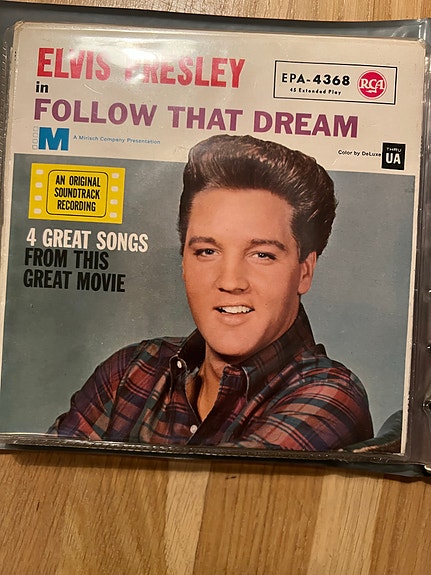 ELVIS PRESLEY
in
FOLLOW THAT DREAM
EPA-4368
45 Extended Play
RCA
M
A Mirisch Company Presentation
Color by DeLuxe
THRU
UA
AN ORIGINAL
SOUNDTRACK
RECORDING
4 GREAT SONGS
FROM THIS
GREAT MOVIE